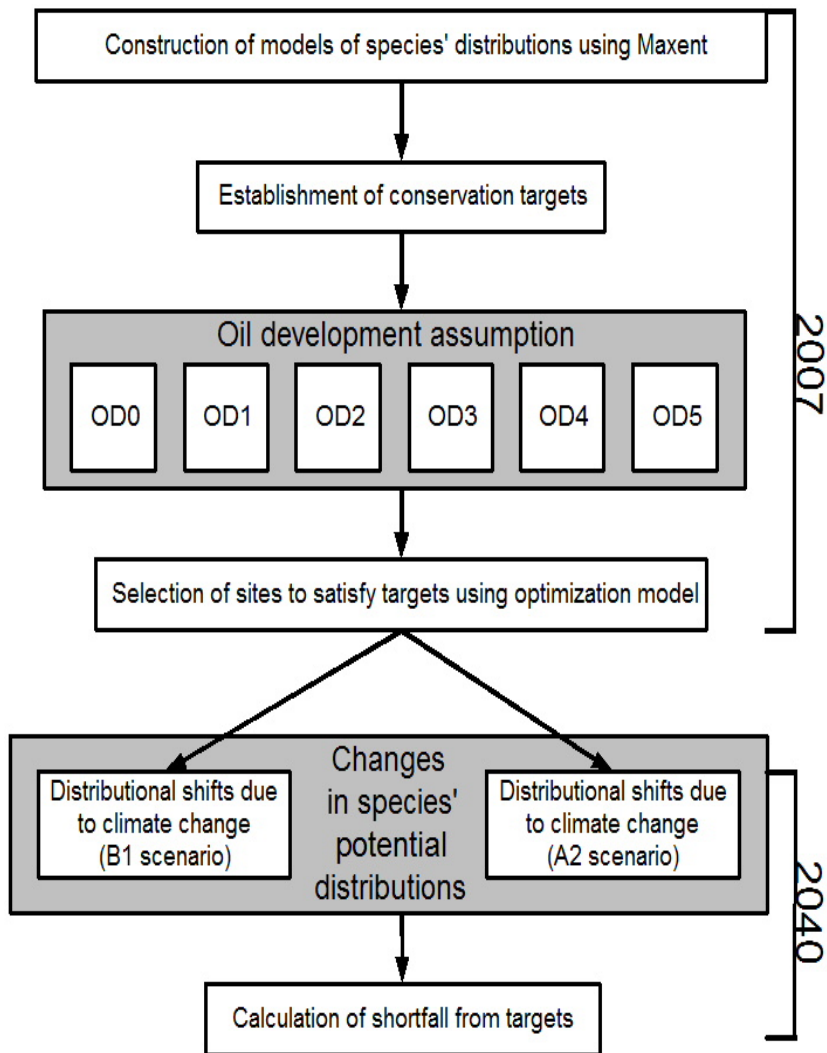 Construction of models of species' distributions using Maxent
Establishment of conservation targets
Oil development assumption
OD0 OD1 OD2 OD3 OD4 OD5
Selection of sites to satisfy targets using optimization model
2007
Changes
in species'
potential
distributions
Distributional shifts due
to climate change
(B1 scenario)
Distributional shifts due
to climate change
(A2 scenario)
Calculation of shortfall from targets
2040